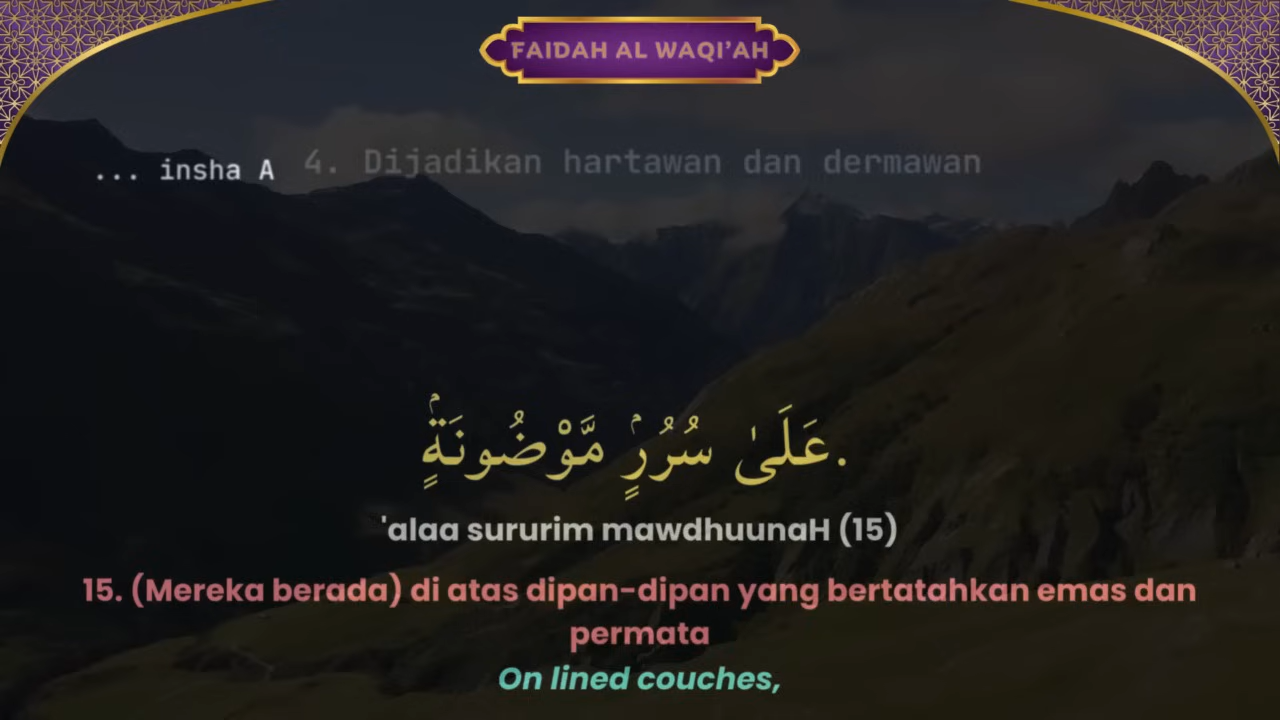 FAIDAH AL WAQI’AH
... insha A
4. Dijadikan hartawan dan dermawan
عَلَىٰ سُرُرٍۢ مَّوْضُونَةٍۢ.
'alaa sururim mawdhuunaH (15)
15. (Mereka berada) di atas dipan-dipan yang bertatahkan emas dan
permata
On lined couches,